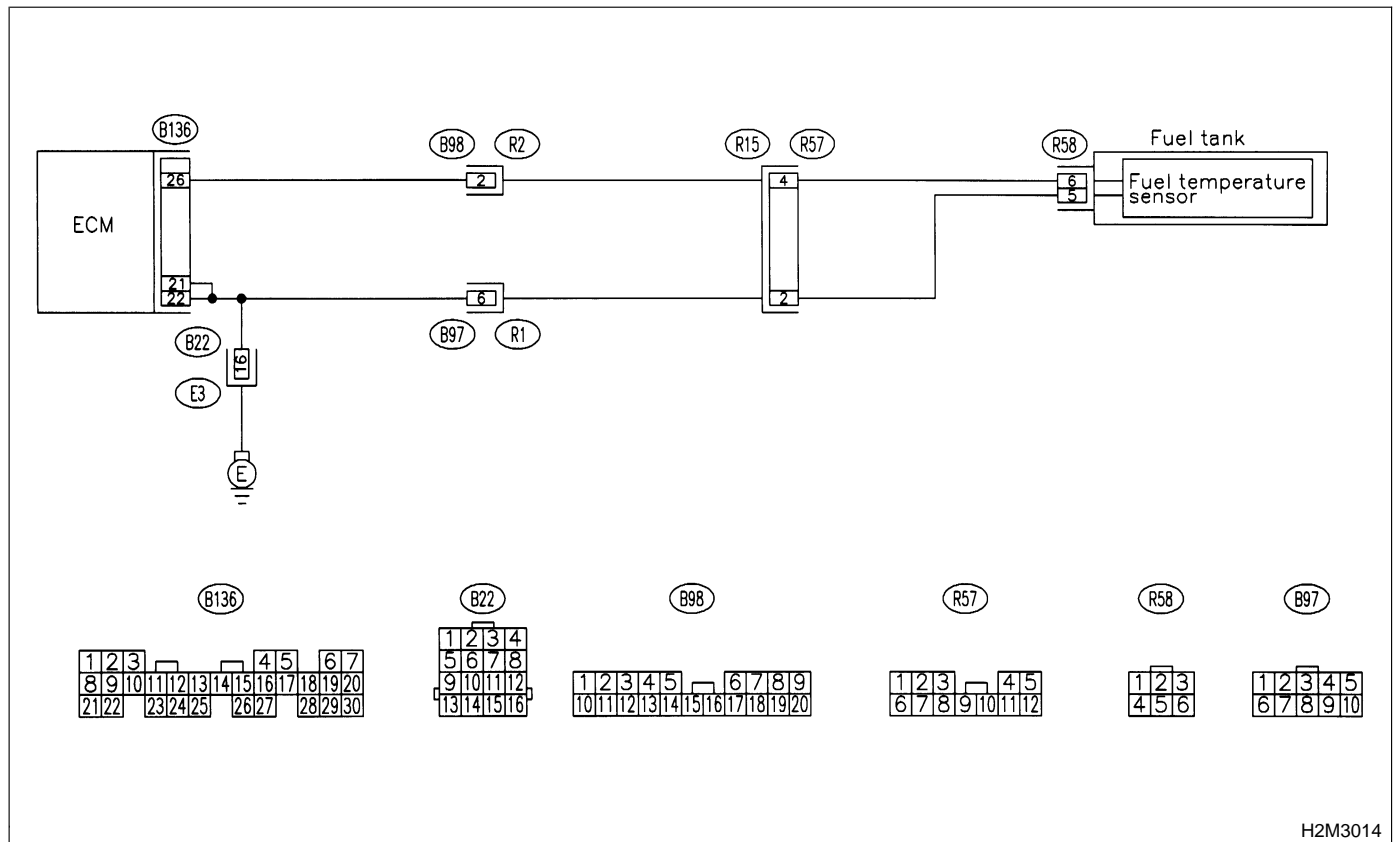 B136
B98 R2
R15 R57
R58
Fuel tank
26
2
4
6
Fuel temperature
sensor
5
ECM
21
22
6
2
B97 R1
B22
16
E3
E
B136
B22
B98
R57
R58
B97
1 2 3 4 5 6 7
8 9 10 11 12 13 14 15 16 17 18 19 20
21 22 23 24 25 26 27 28 29 30
1 2 3 4
5 6 7 8
9 10 11 12
13 14 15 16
1 2 3 4 5 6 7 8 9
10 11 12 13 14 15 16 17 18 19 20
1 2 3 4 5
6 7 8 9 10 11 12
1 2 3
4 5 6
1 2 3 4 5
6 7 8 9 10
H2M3014